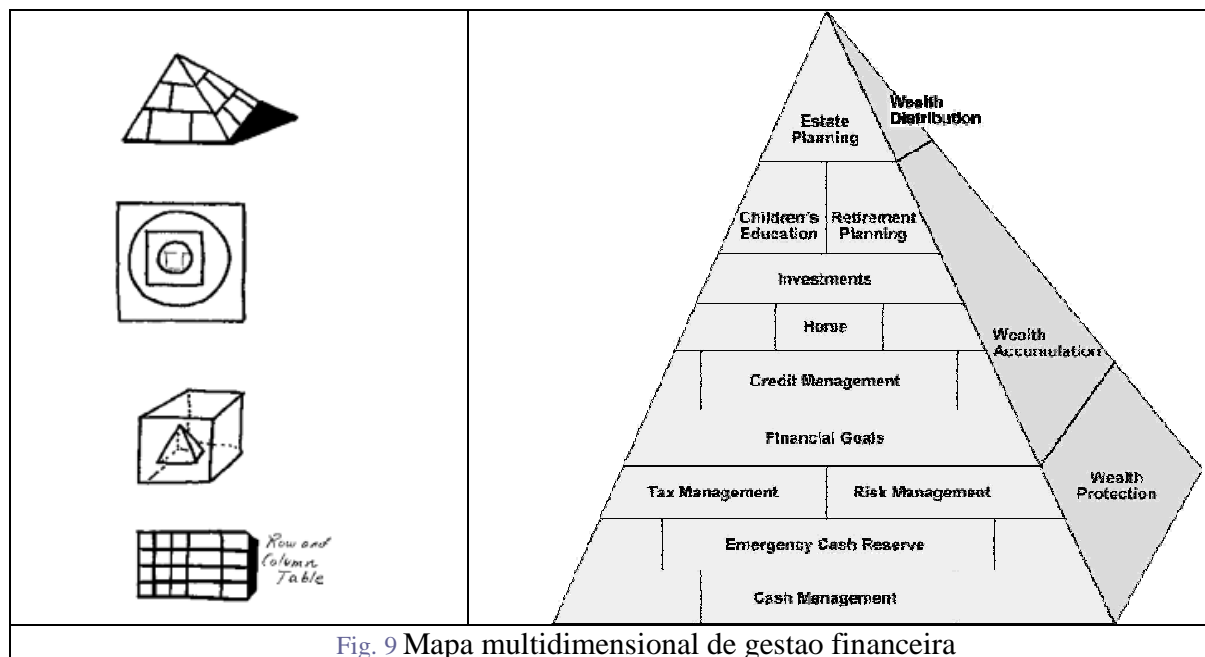 Row and
Column
Table
Wealth
Distribution
Estate
Planning
Children's
Education
Retirement
Planning
Investments
Home
Wealth
Accumulation
Credit Management
Financial Goals
Tax Management
Risk Management
Wealth
Protection
Emergency Cash Reserve
Cash Management
Fig. 9 Mapa multidimensional de gestao financeira